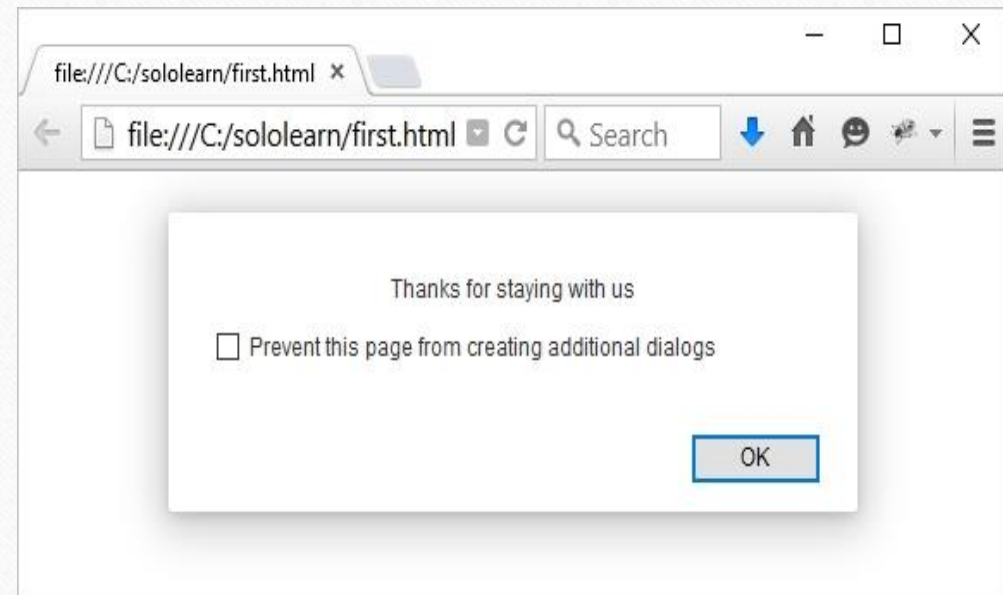 file:///C:/sololearn/first.html
file:///C:/sololearn/first.html Search
Thanks for staying with us
Prevent this page from creating additional dialogs
OK